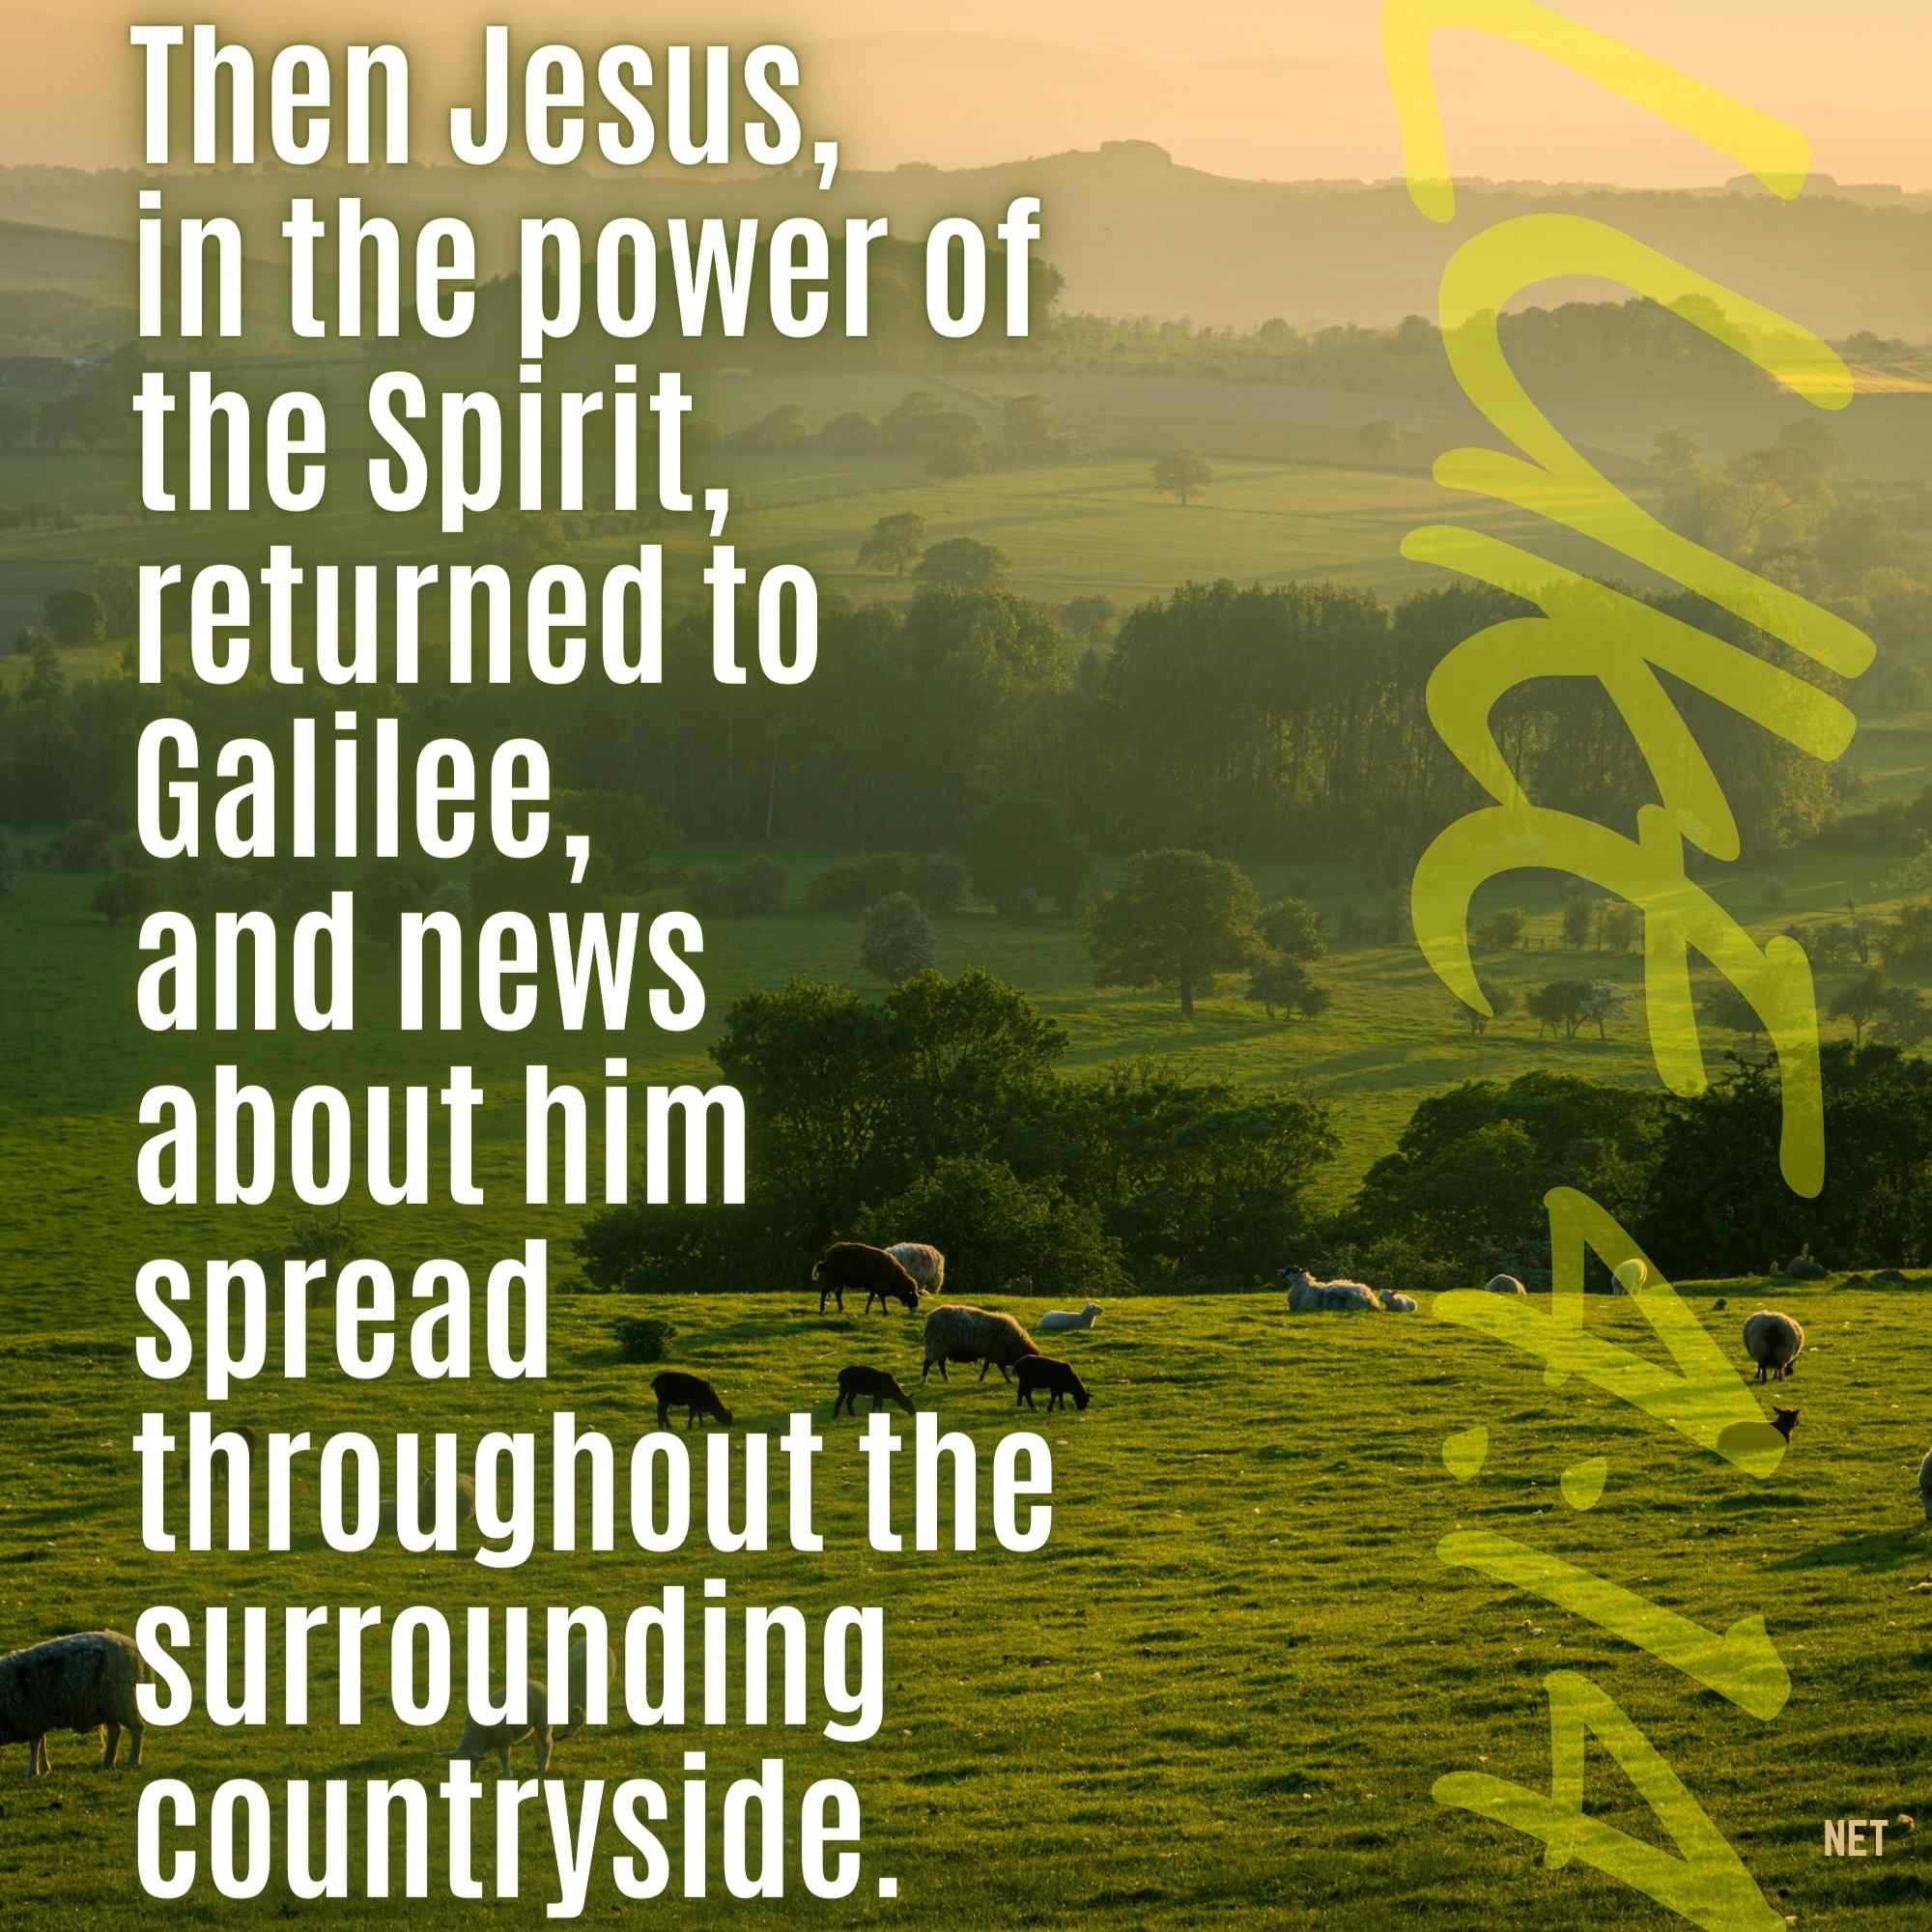 Then Jesus,
in the power of
the Spirit,
returned to
Galilee,
and news
about him
spread
throughout the
surrounding
countryside.
Luke 4:14
NET